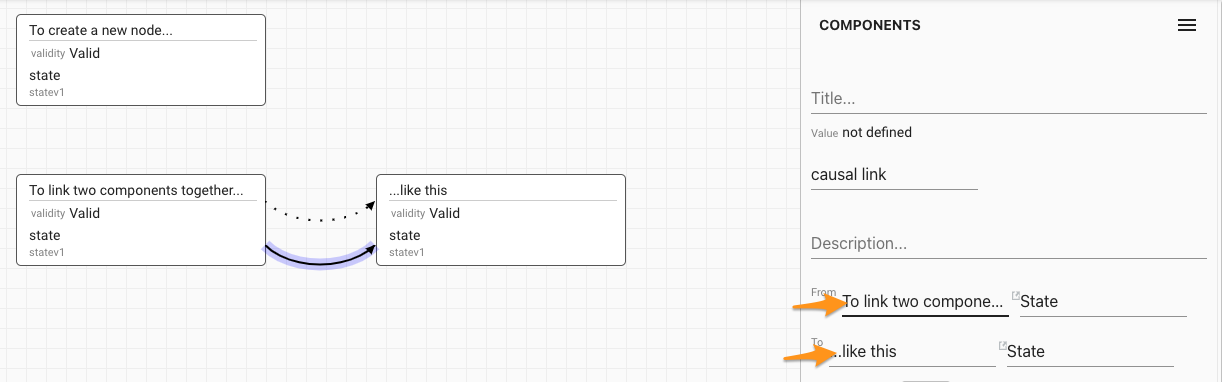 To create a new node...
validity Valid
state
statev1
To link two components together...
validity Valid
state
statev1
...like this
validity Valid
state
statev1
COMPONENTS
Title...
Value not defined
causal link
Description...
From
To link two compone... State
To
...like this State